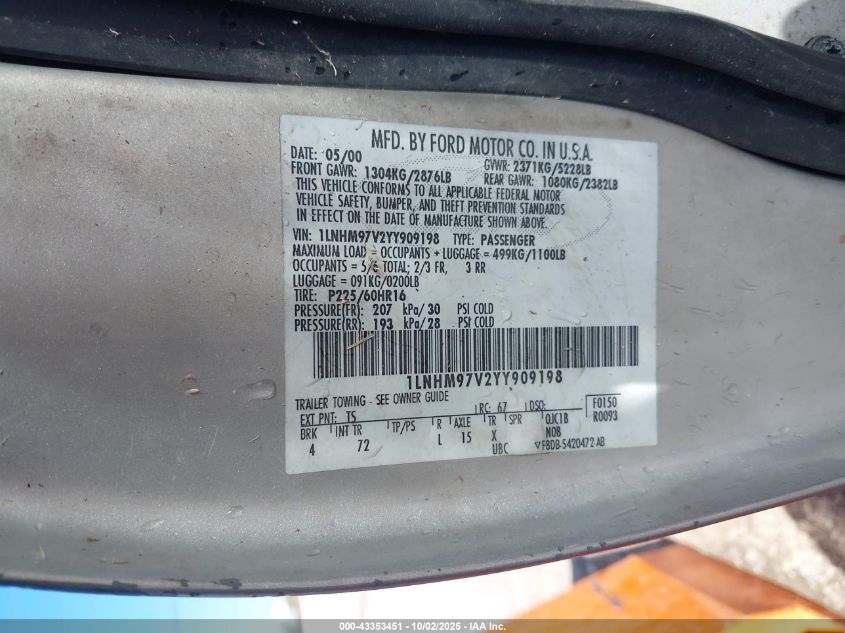 MFD. BY FORD MOTOR CO. IN U.S.A.
DATE: 05/00 GVWR: 2371KG/5228LB
FRONT GAWR: 1304KG/2876LB REAR GAWR: 1080KG/2382LB
THIS VEHICLE CONFORMS TO ALL APPLICABLE FEDERAL MOTOR
VEHICLE SAFETY, BUMPER, AND THEFT PREVENTION STANDARDS
IN EFFECT ON THE DATE OF MANUFACTURE SHOWN ABOVE.
VIN: 1LNHM97V2YY909198 TYPE: PASSENGER
MAXIMUM LOAD = OCCUPANTS + LUGGAGE = 499KG/1100LB
OCCUPANTS = 5/6 TOTAL; 2/3 FR, 3 RR
LUGGAGE = 091KG/0200LB
TIRE: P225/60HR16
PRESSURE(FR) 207 kPa/ 30 PSI COLD
PRESSURE(RR) 193 kPa/ 28 PSI COLD
1LNHM97V2YY909198
TRAILER TOWING - SEE OWNER GUIDE
EXT PNT: TS RC: 67 DSO: F0150
BRK INT TR TP/PS R AXLE TR SPR OJC1B R0093
4 72 L 15 X NOB
UBC F8DB-5420472-AB
000-43353451 - 10/02/2025 - IAA Inc.